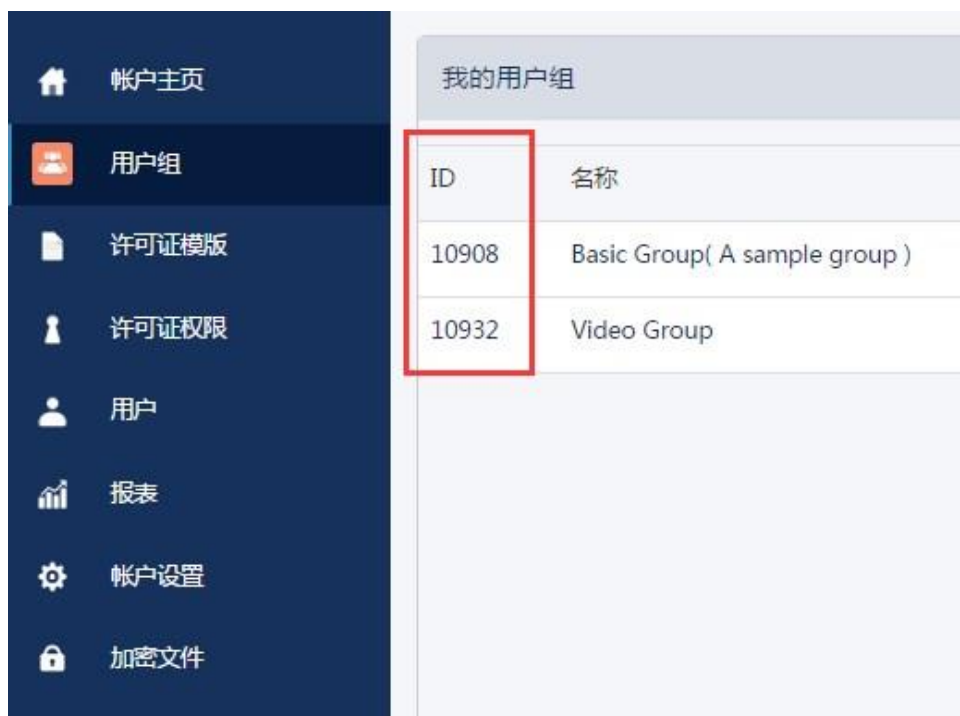 帐户主页
用户组
许可证模版
许可证权限
用户
报表
帐户设置
加密文件
我的用户组
ID 名称
10908 Basic Group( A sample group )
10932 Video Group